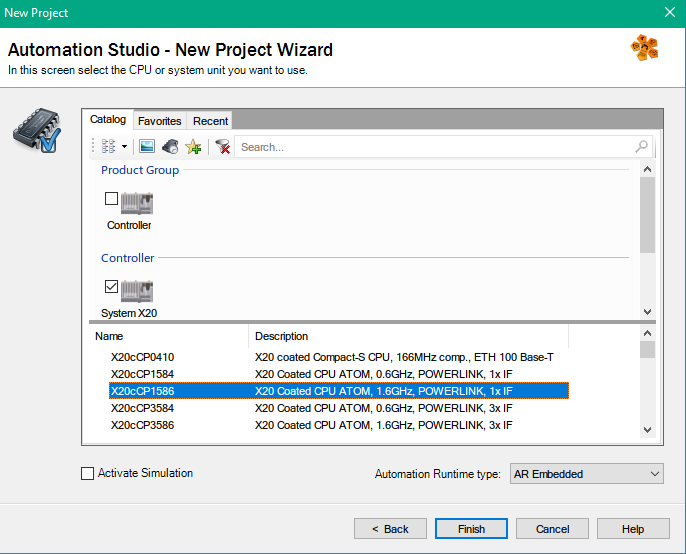 New Project
Automation Studio - New Project Wizard
In this screen select the CPU or system unit you want to use.
Catalog Favorites Recent
Search...
Product Group
Controller
Controller
System X20
Name Description
X20cCP0410 X20 coated Compact-S CPU, 166MHz comp., ETH 100 Base-T
X20cCP1584 X20 Coated CPU ATOM, 0.6GHz, POWERLINK, 1x IF
X20cCP1586 X20 Coated CPU ATOM, 1.6GHz, POWERLINK, 1x IF
X20cCP3584 X20 Coated CPU ATOM, 0.6GHz, POWERLINK, 3x IF
X20cCP3586 X20 Coated CPU ATOM, 1.6GHz, POWERLINK, 3x IF
Activate Simulation Automation Runtime type: AR Embedded
< Back Finish Cancel Help